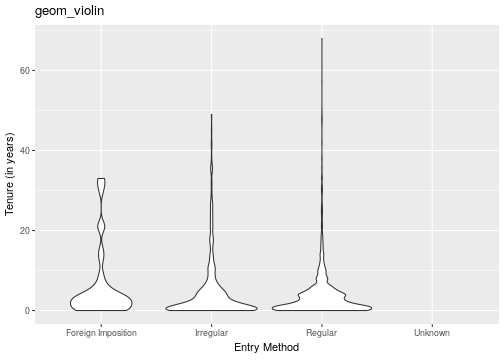 geom_violin
60
40
20
0
Tenure (in years)
Foreign Imposition
Irregular
Regular
Unknown
Entry Method